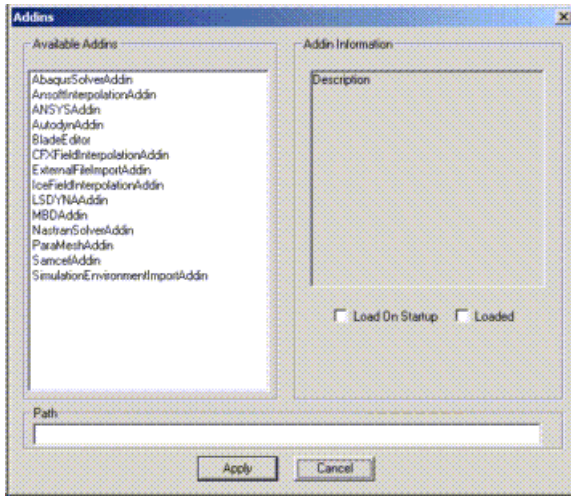 Addins
Available Addins
AbaqusSolverAddin
AnsoftInterpolationAddin
ANSYSAddin
AutodynAddin
BladeEditor
CFXFieldInterpolationAddin
ExternalFileImportAddin
IceFieldInterpolationAddin
LSDYNAAddin
MBDAddin
NastranSolverAddin
ParaMeshAddin
SamcefAddin
SimulationEnvironmentImportAddin
Addin Information
Description
Load On Startup Loaded
Path
Apply Cancel